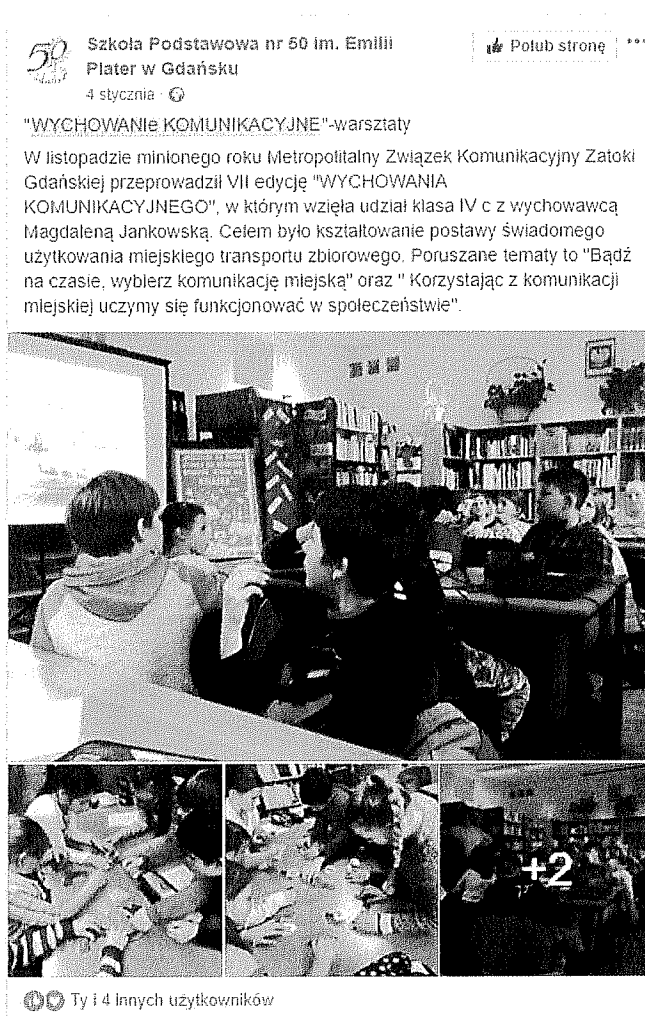 50
Szkoła Podstawowa nr 50 im. Emilii
Plater w Gdańsku
Polub stronę
4 stycznia
"WYCHOWANIe KOMUNIKACYJNE"-warsztaty
W listopadzie minionego roku Metropolitalny Związek Komunikacyjny Zatoki
Gdańskiej przeprowadził VII edycję "WYCHOWANIA
KOMUNIKACYJNEGO", w którym wzięła udział klasa IV c z wychowawcą
Magdaleną Jankowską. Celem było kształtowanie postawy świadomego
użytkowania miejskiego transportu zbiorowego. Poruszane tematy to "Bądź
na czasie, wybierz komunikację miejską" oraz " Korzystając z komunikacji
miejskiej uczymy się funkcjonować w społeczeństwie".
+2
Ty i 4 innych użytkowników